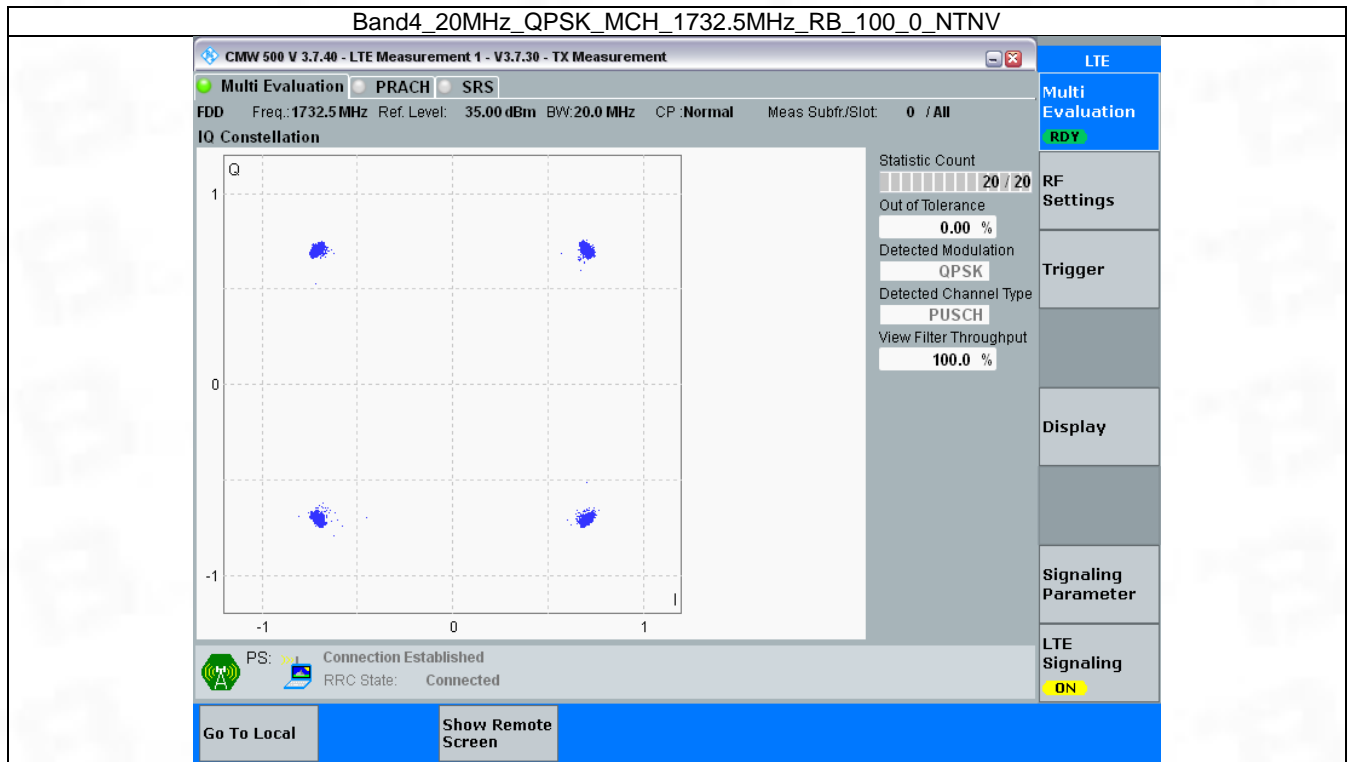 Band4_20MHz_QPSK_MCH_1732.5MHz_RB_100_0_NTNV
CMW 500 V 3.7.40 - LTE Measurement 1 - V3.7.30 - TX Measurement
LTE
Multi Evaluation PRACH SRS
FDD Freq.:1732.5 MHz Ref. Level: 35.00 dBm BW:20.0 MHz CP :Normal Meas Subfr./Slot: 0 / All
IQ Constellation
Q
1
0
-1
I
-1 0 1
Statistic Count
20 / 20
Out of Tolerance
0.00 %
Detected Modulation
QPSK
Detected Channel Type
PUSCH
View Filter Throughput
100.0 %
Multi
Evaluation
RDY
RF
Settings
Trigger
Display
Signaling
Parameter
LTE
Signaling
ON
PS: Connection Established
RRC State: Connected
Go To Local
Show Remote
Screen